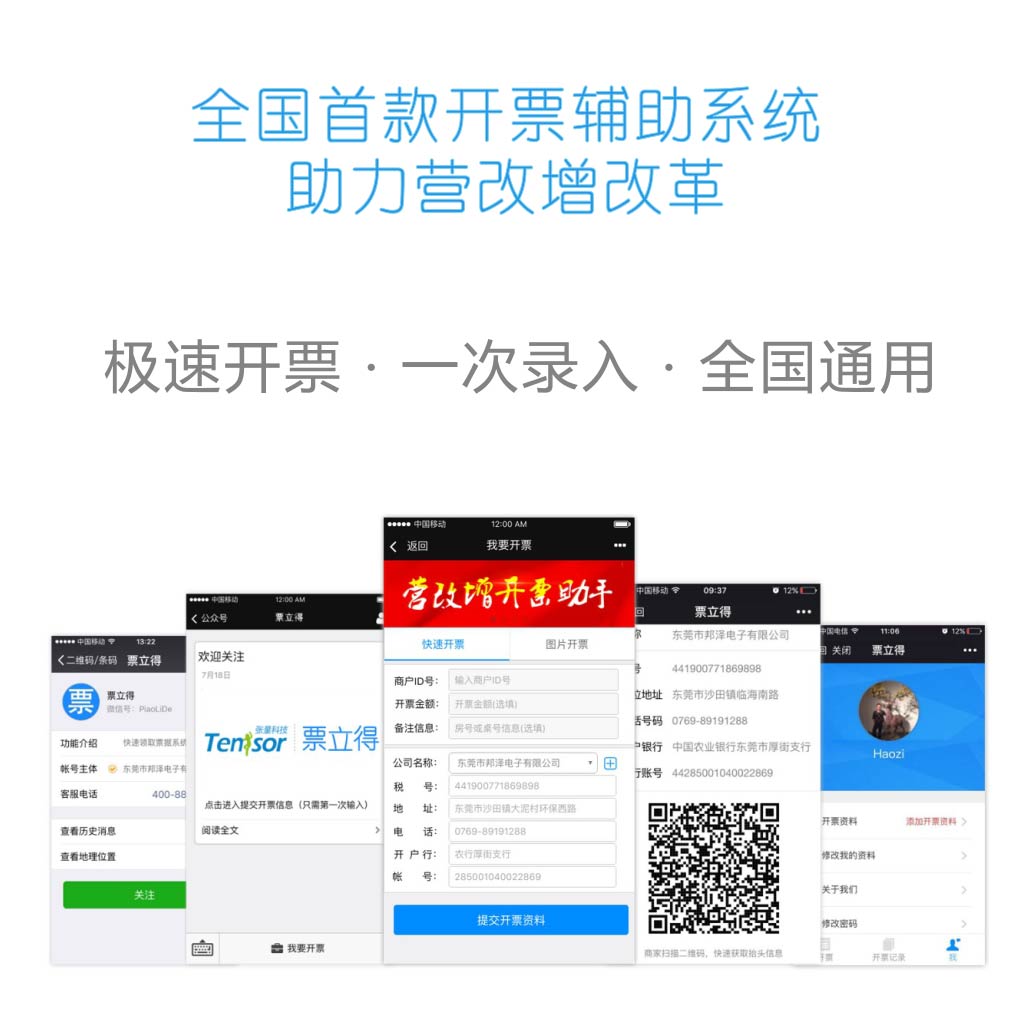 全国首款开票辅助系统
助力营改增改革
极速开票 · 一次录入 · 全国通用
中国移动 13:22
二维码/条码 票立得
票
票立得
微信号：PiaoLiDe
功能介绍 快速领取票据系统
帐号主体 东莞市邦泽电子有
客服电话 400-88
查看历史消息
查看地理位置
关注
中国移动 12:00 AM
公众号 票立得
欢迎关注
7月18日
张量科技
Tensor 票立得
点击进入提交开票信息（只需第一次输入）
阅读全文
我要开票
中国移动 12:00 AM
返回 我要开票
营改增开票助手
快速开票 图片开票
商户ID号： 输入商户ID号
开票金额： 开票金额(选填)
备注信息： 房号或桌号信息(选填)
公司名称： 东莞市邦泽电子有限公司
税 号： 441900771869898
地 址： 东莞市沙田镇大泥村环保西路
电 话： 0769-89191288
开 户 行： 农行厚街支行
帐 号： 285001040022869
提交开票资料
中国移动 09:37 12%
回 票立得
称 东莞市邦泽电子有限公司
号 441900771869898
位地址 东莞市沙田镇临海南路
话号码 0769-89191288
户银行 中国农业银行东莞市厚街支行
行账号 44285001040022869
商家扫描二维码，快速获取抬头信息
中国电信 11:06 12%
回 关闭 票立得
Haozi
开票资料 添加开票资料
修改我的资料
关于我们
修改密码
开票 开票记录 我